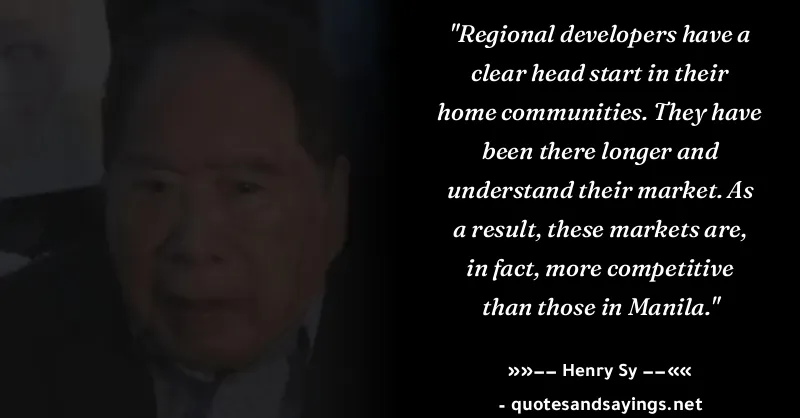 "Regional developers have a
clear head start in their
home communities. They have
been there longer and
understand their market. As
a result, these markets are,
in fact, more competitive
than those in Manila."
»»−− Henry Sy −−««
- quotesandsayings.net